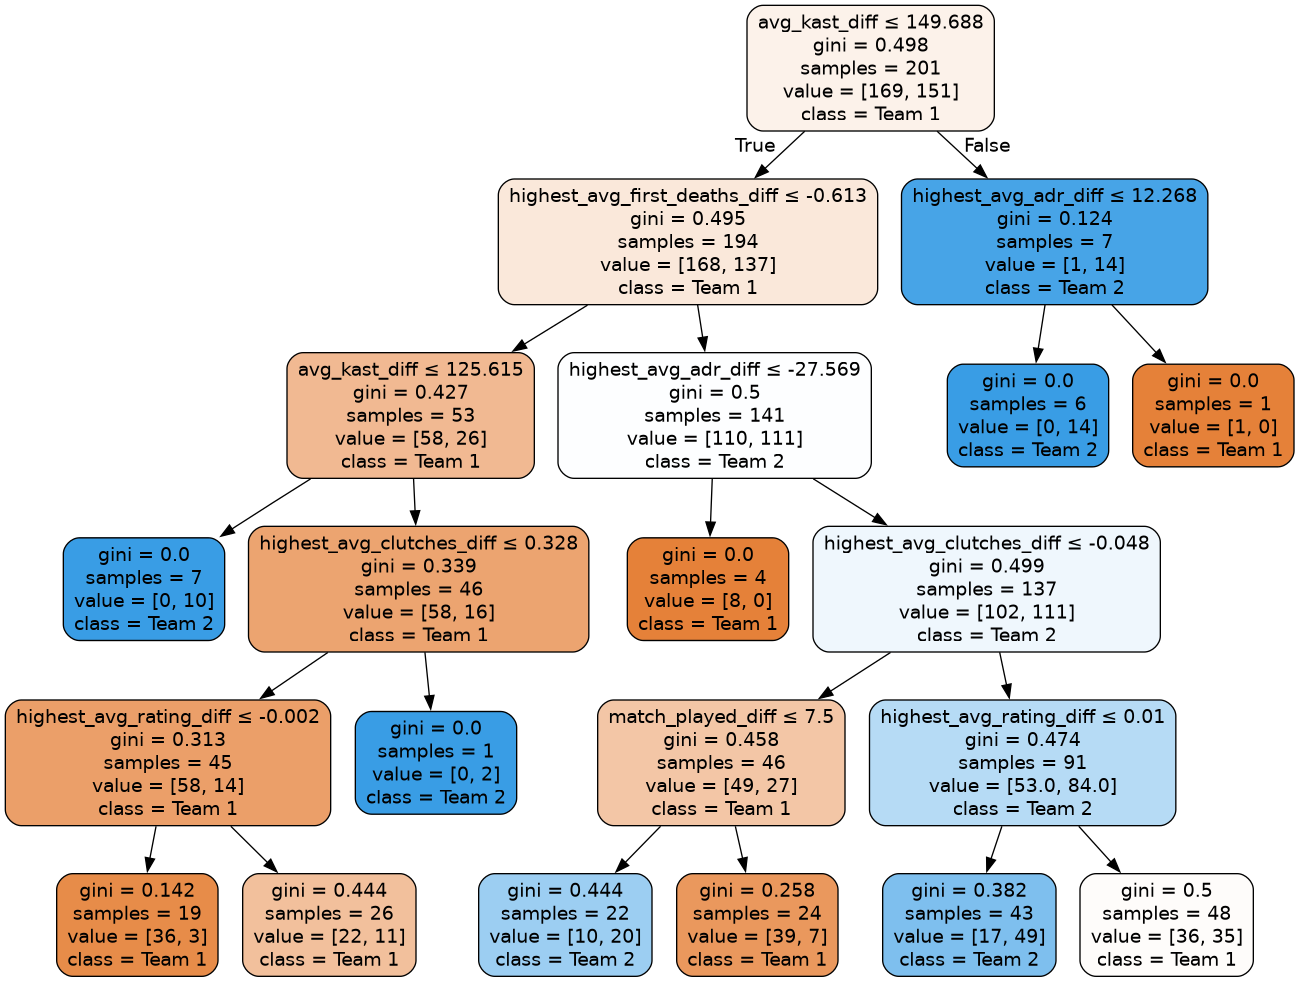 avg_kast_diff ≤ 149.688
gini = 0.498
samples = 201
value = [169, 151]
class = Team 1
True
False
highest_avg_first_deaths_diff ≤ -0.613
gini = 0.495
samples = 194
value = [168, 137]
class = Team 1
highest_avg_adr_diff ≤ 12.268
gini = 0.124
samples = 7
value = [1, 14]
class = Team 2
avg_kast_diff ≤ 125.615
gini = 0.427
samples = 53
value = [58, 26]
class = Team 1
highest_avg_adr_diff ≤ -27.569
gini = 0.5
samples = 141
value = [110, 111]
class = Team 2
gini = 0.0
samples = 6
value = [0, 14]
class = Team 2
gini = 0.0
samples = 1
value = [1, 0]
class = Team 1
gini = 0.0
samples = 7
value = [0, 10]
class = Team 2
highest_avg_clutches_diff ≤ 0.328
gini = 0.339
samples = 46
value = [58, 16]
class = Team 1
gini = 0.0
samples = 4
value = [8, 0]
class = Team 1
highest_avg_clutches_diff ≤ -0.048
gini = 0.499
samples = 137
value = [102, 111]
class = Team 2
highest_avg_rating_diff ≤ -0.002
gini = 0.313
samples = 45
value = [58, 14]
class = Team 1
gini = 0.0
samples = 1
value = [0, 2]
class = Team 2
match_played_diff ≤ 7.5
gini = 0.458
samples = 46
value = [49, 27]
class = Team 1
highest_avg_rating_diff ≤ 0.01
gini = 0.474
samples = 91
value = [53.0, 84.0]
class = Team 2
gini = 0.142
samples = 19
value = [36, 3]
class = Team 1
gini = 0.444
samples = 26
value = [22, 11]
class = Team 1
gini = 0.444
samples = 22
value = [10, 20]
class = Team 2
gini = 0.258
samples = 24
value = [39, 7]
class = Team 1
gini = 0.382
samples = 43
value = [17, 49]
class = Team 2
gini = 0.5
samples = 48
value = [36, 35]
class = Team 1